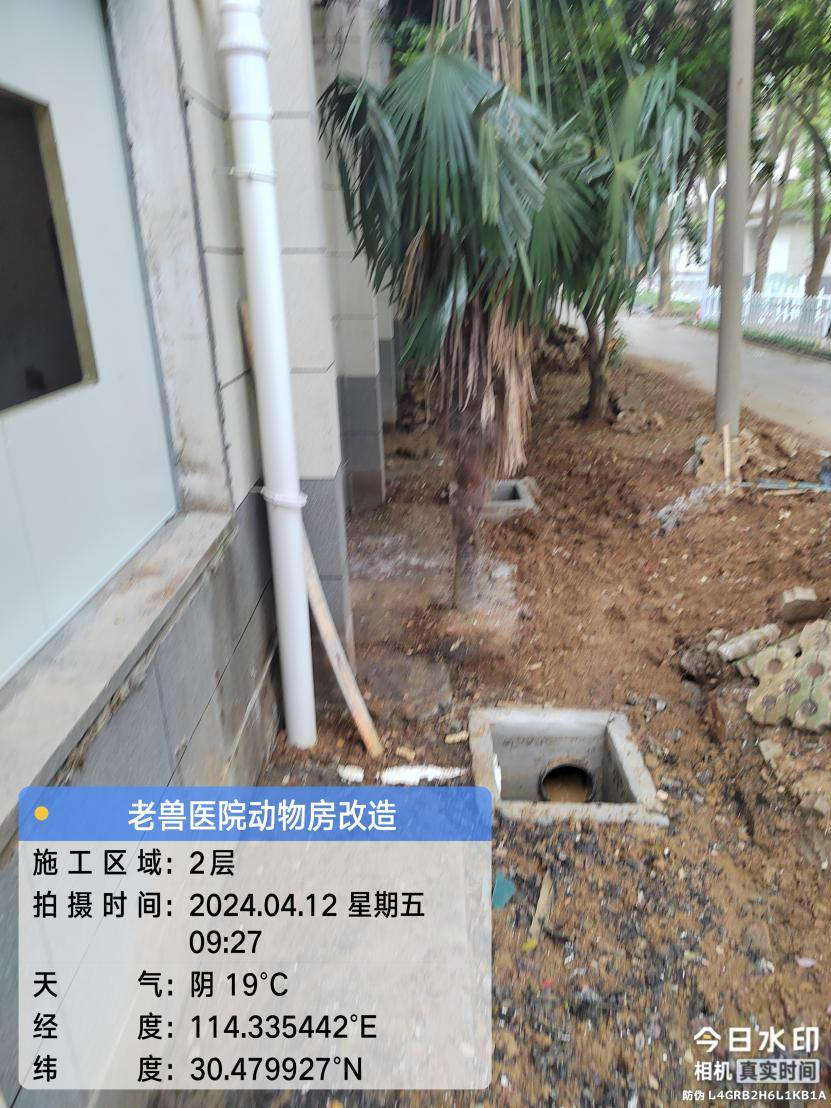 老兽医院动物房改造
施工区域：2层
拍摄时间：2024.04.12 星期五
09:27
天气：阴 19°C
经度：114.335442°E
纬度：30.479927°N
今日水印
相机 真实时间
防伪 L4GRB2H6L1KB1A